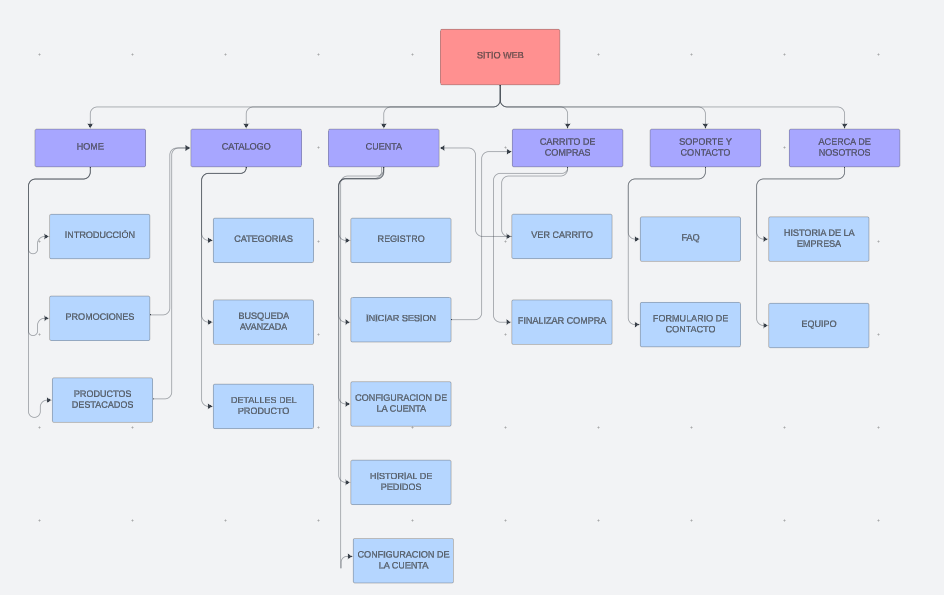 SITIO WEB
HOME
CATALOGO
CUENTA
CARRITO DE
COMPRAS
SOPORTE Y
CONTACTO
ACERCA DE
NOSOTROS
INTRODUCCIÓN
PROMOCIONES
PRODUCTOS
DESTACADOS
CATEGORIAS
BUSQUEDA
AVANZADA
DETALLES DEL
PRODUCTO
REGISTRO
INICIAR SESION
CONFIGURACION DE
LA CUENTA
HISTORIAL DE
PEDIDOS
CONFIGURACION DE
LA CUENTA
VER CARRITO
FINALIZAR COMPRA
FAQ
FORMULARIO DE
CONTACTO
HISTORIA DE LA
EMPRESA
EQUIPO